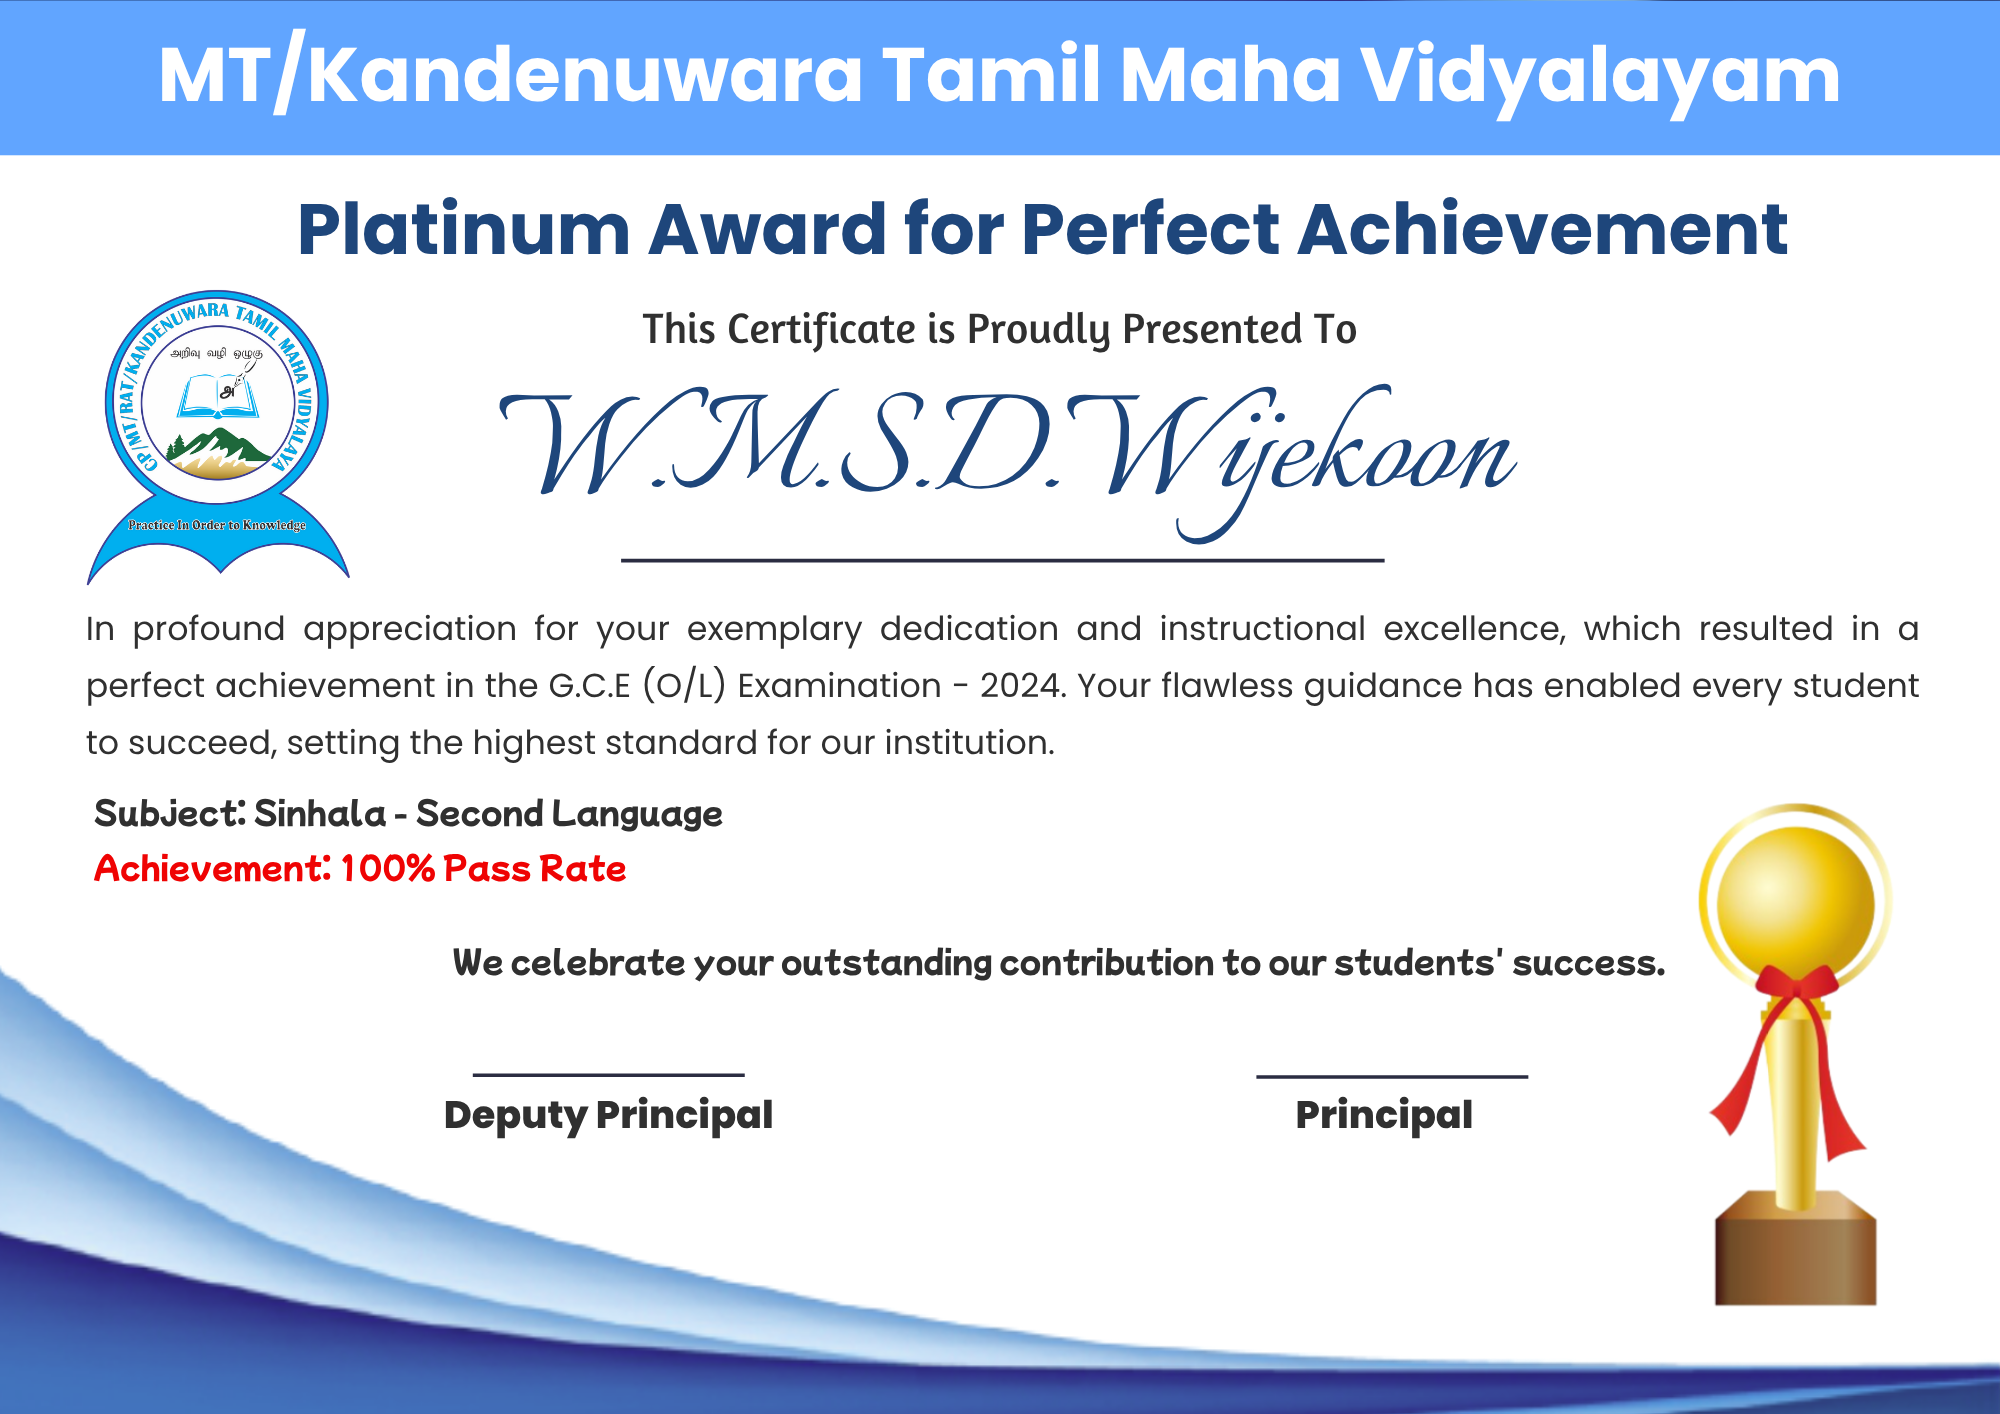 MT/Kandenuwara Tamil Maha Vidyalayam
Platinum Award for Perfect Achievement
CP/MT/RAT/KANDENUWARA TAMIL MAHA VIDYALAYA
அறிவு வழி ஒழுகு
அ
Practice In Order to Knowledge
This Certificate is Proudly Presented To
W.M.S.D.Wijekoon
In profound appreciation for your exemplary dedication and instructional excellence, which resulted in a
perfect achievement in the G.C.E (O/L) Examination - 2024. Your flawless guidance has enabled every student
to succeed, setting the highest standard for our institution.
Subject: Sinhala - Second Language
Achievement: 100% Pass Rate
We celebrate your outstanding contribution to our students' success.
Deputy Principal
Principal